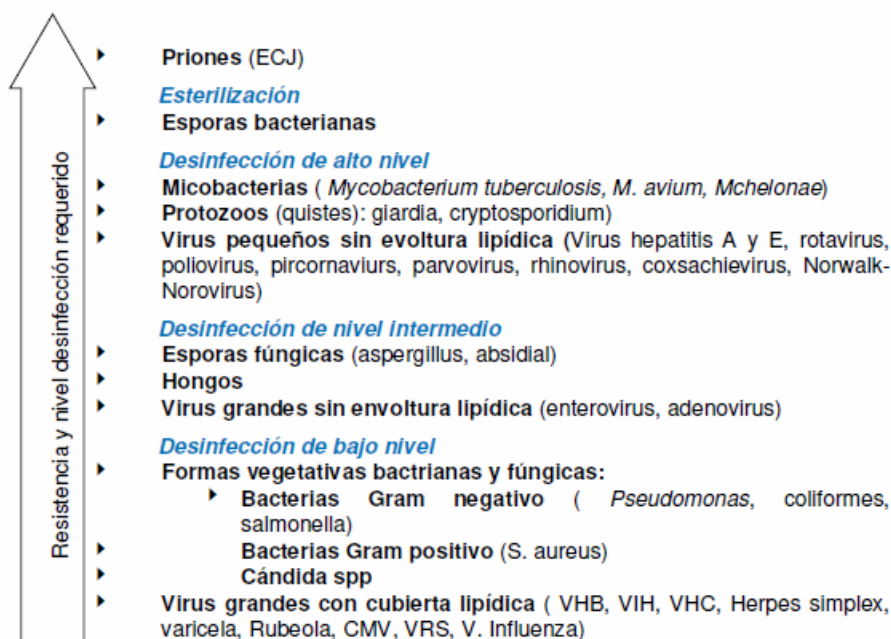 Resistencia y nivel desinfección requerido
Priones (ECJ)
Esterilización
Esporas bacterianas
Desinfección de alto nivel
Micobacterias ( Mycobacterium tuberculosis, M. avium, Mchelonae)
Protozoos (quistes): giardia, cryptosporidium)
Virus pequeños sin evoltura lipídica (Virus hepatitis A y E, rotavirus,
poliovirus, pircornaviurs, parvovirus, rhinovirus, coxsachievirus, Norwalk-
Norovirus)
Desinfección de nivel intermedio
Esporas fúngicas (aspergillus, absidial)
Hongos
Virus grandes sin envoltura lipídica (enterovirus, adenovirus)
Desinfección de bajo nivel
Formas vegetativas bactrianas y fúngicas:
Bacterias Gram negativo ( Pseudomonas, coliformes,
salmonella)
Bacterias Gram positivo (S. aureus)
Cándida spp
Virus grandes con cubierta lipídica ( VHB, VIH, VHC, Herpes simplex,
varicela, Rubeola, CMV, VRS, V. Influenza)